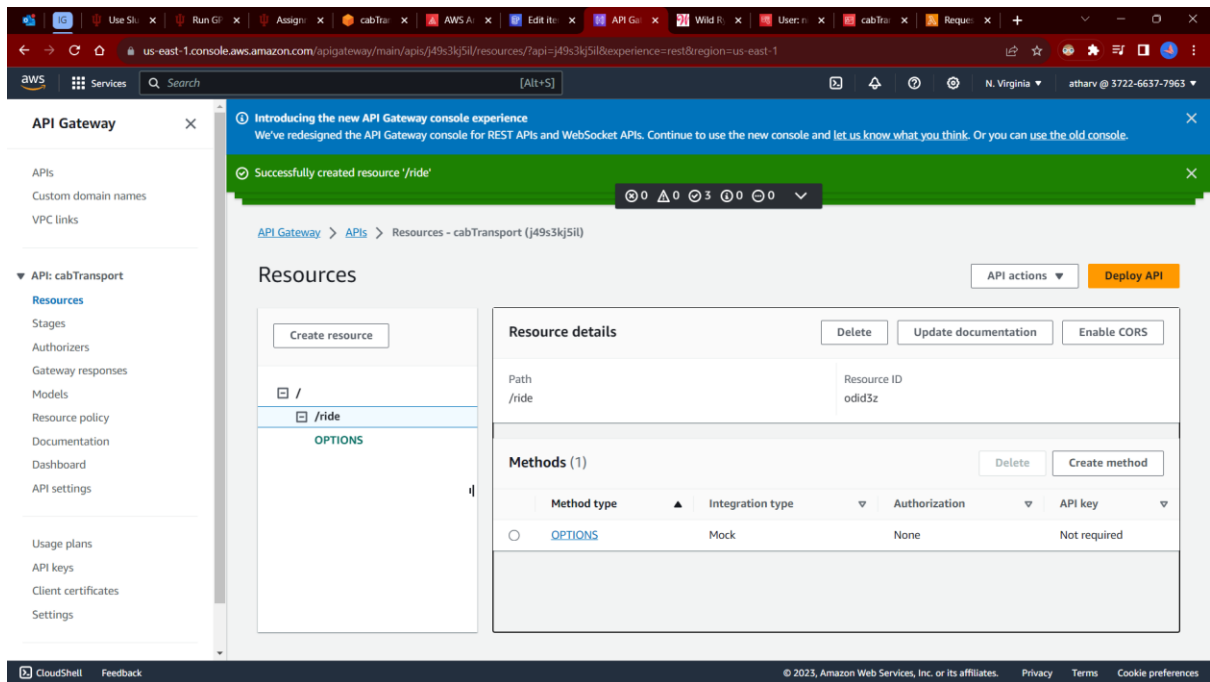 IG
Use Slu
Run GF
Assign
cabTrar
AWS A
Edit ite
API Gat
Wild Ry
User: n
cabTrar
Reques
us-east-1.console.aws.amazon.com/apigateway/main/apis/j49s3kj5il/resources/?api=j49s3kj5il&experience=rest&region=us-east-1
aws
Services
Search
[Alt+S]
N. Virginia
atharv @ 3722-6637-7963
API Gateway
Introducing the new API Gateway console experience
We've redesigned the API Gateway console for REST APIs and WebSocket APIs. Continue to use the new console and let us know what you think. Or you can use the old console.
Successfully created resource '/ride'
0 0 3 0 0
APIs
Custom domain names
VPC links
API: cabTransport
Resources
Stages
Authorizers
Gateway responses
Models
Resource policy
Documentation
Dashboard
API settings
Usage plans
API keys
Client certificates
Settings
API Gateway > APIs > Resources - cabTransport (j49s3kj5il)
Resources
API actions
Deploy API
Create resource
/
/ride
OPTIONS
Resource details
Delete
Update documentation
Enable CORS
Path
/ride
Resource ID
odid3z
Methods (1)
Delete
Create method
Method type
Integration type
Authorization
API key
OPTIONS
Mock
None
Not required
CloudShell
Feedback
© 2023, Amazon Web Services, Inc. or its affiliates.
Privacy
Terms
Cookie preferences